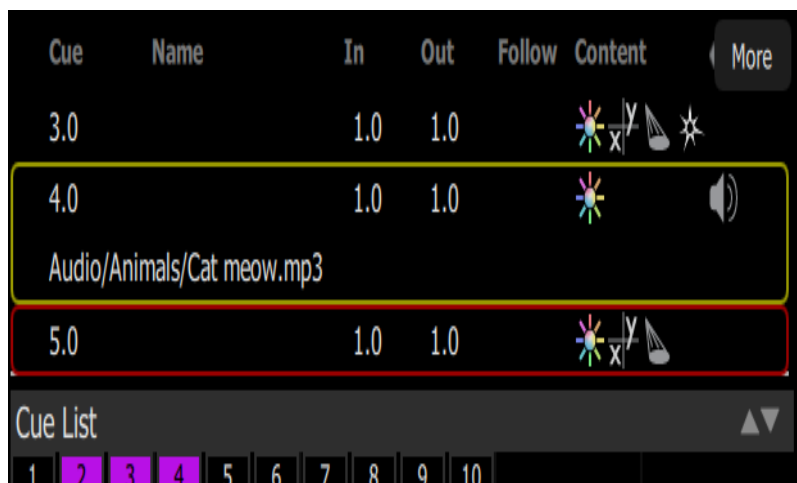 Cue Name In Out Follow Content More
3.0 1.0 1.0 x y
4.0 1.0 1.0
Audio/Animals/Cat meow.mp3
5.0 1.0 1.0 x y
Cue List
1 2 3 4 5 6 7 8 9 10